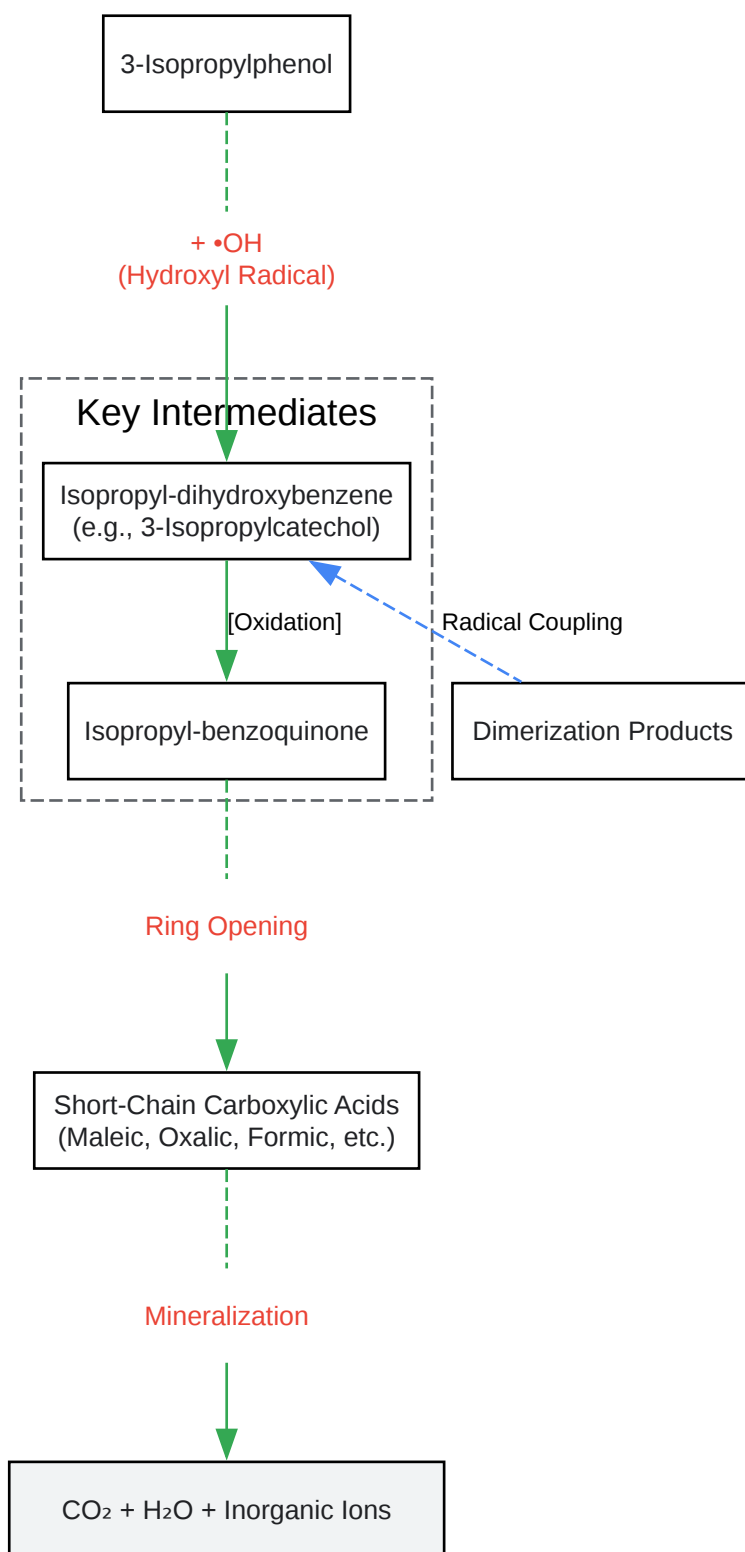 3-Isopropylphenol
+ •OH
(Hydroxyl Radical)
Key Intermediates
Isopropyl-dihydroxybenzene
(e.g., 3-Isopropylcatechol)
[Oxidation]
Radical Coupling
Isopropyl-benzoquinone
Dimerization Products
Ring Opening
Short-Chain Carboxylic Acids
(Maleic, Oxalic, Formic, etc.)
Mineralization
CO₂ + H₂O + Inorganic Ions